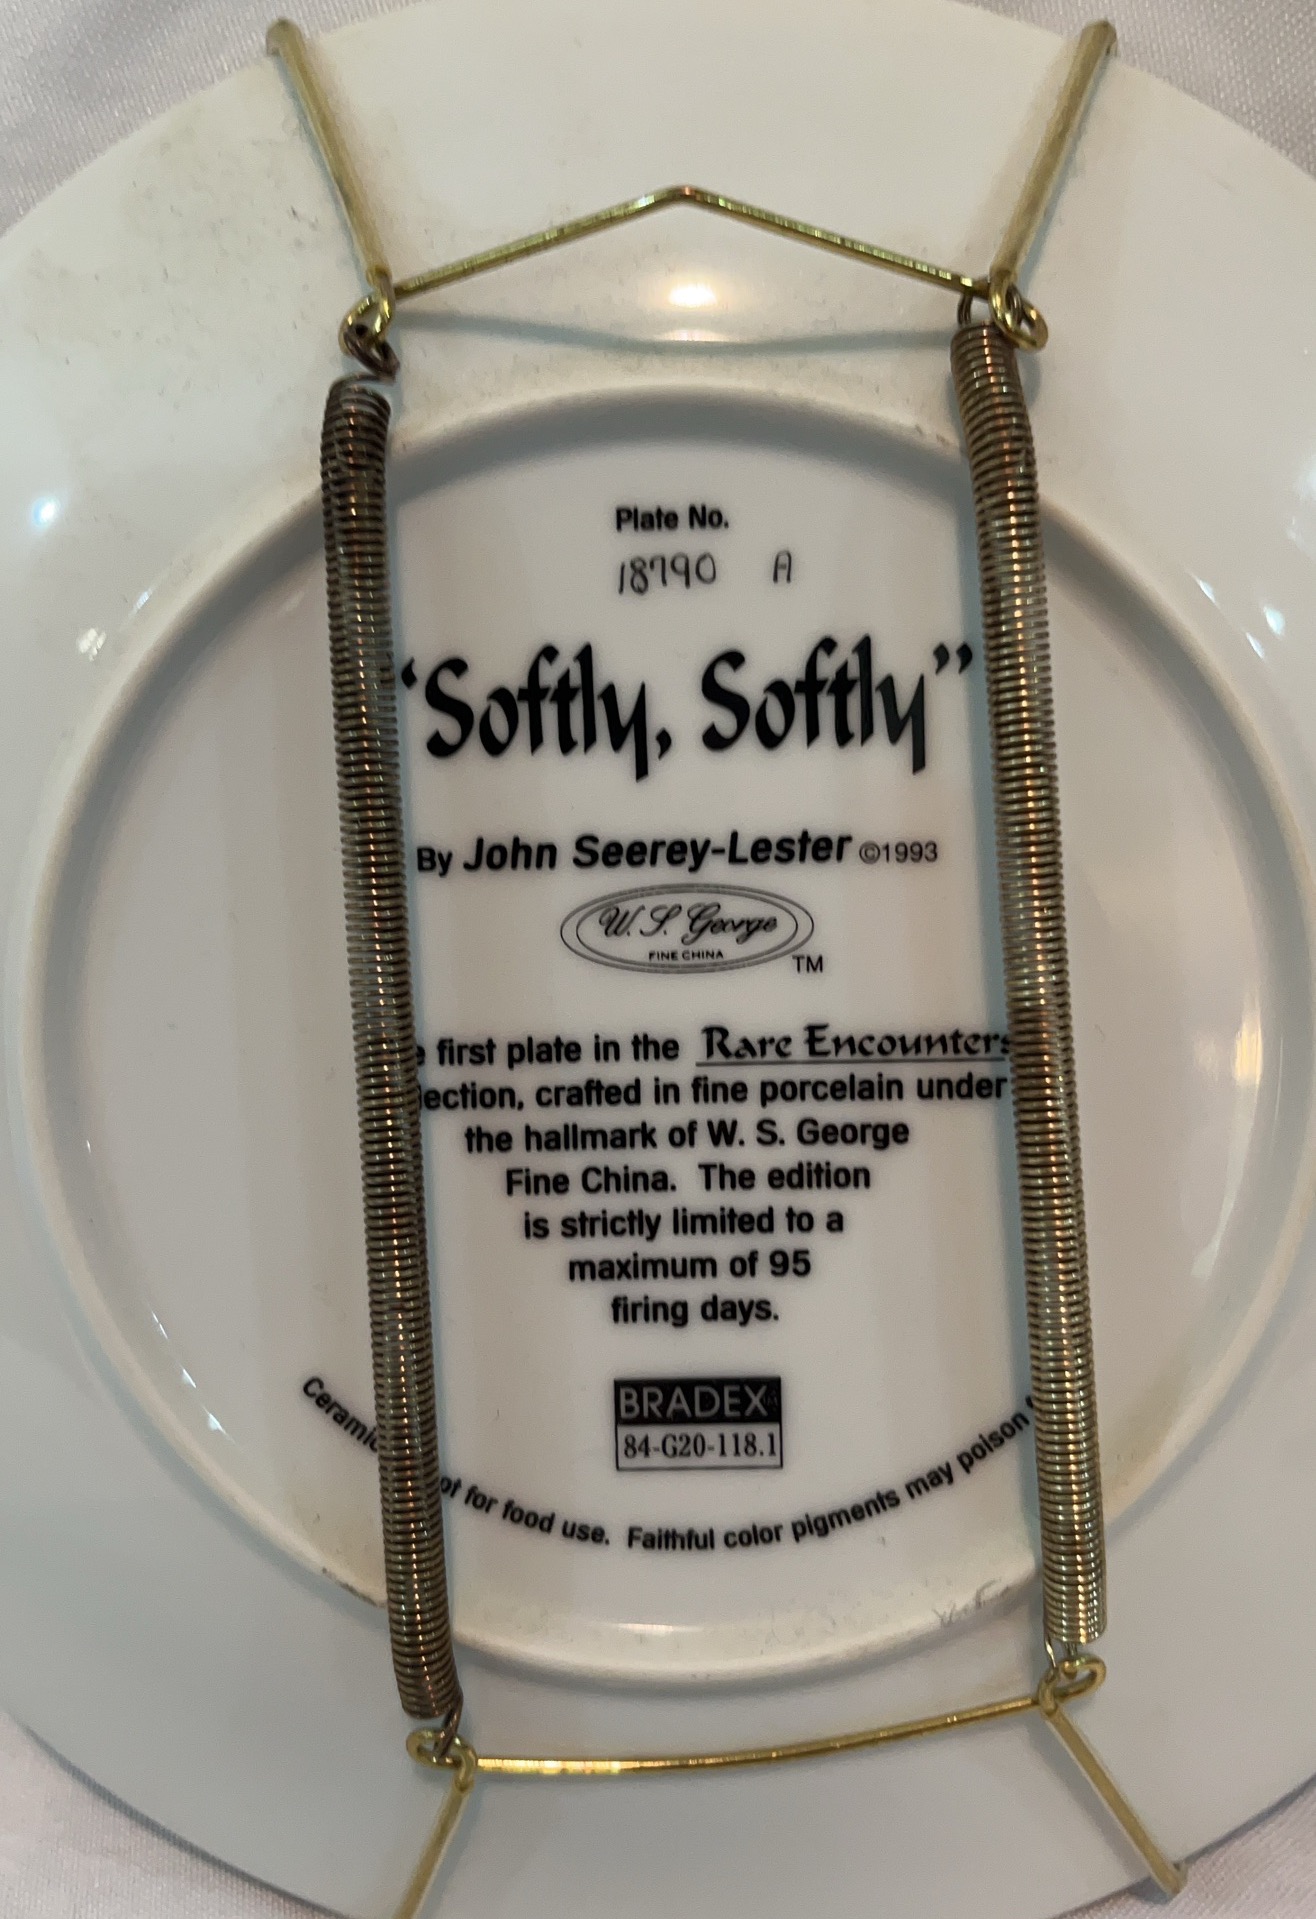 Plate No.
18790 A
‘Softly, Softly”
By John Seerey-Lester ©1993
W. S. George
FINE CHINA
TM
first plate in the Rare Encounters
ection, crafted in fine porcelain under
the hallmark of W. S. George
Fine China. The edition
is strictly limited to a
maximum of 95
firing days.
BRADEX
84-G20-118.1
Ceramic ot for food use. Faithful color pigments may poison